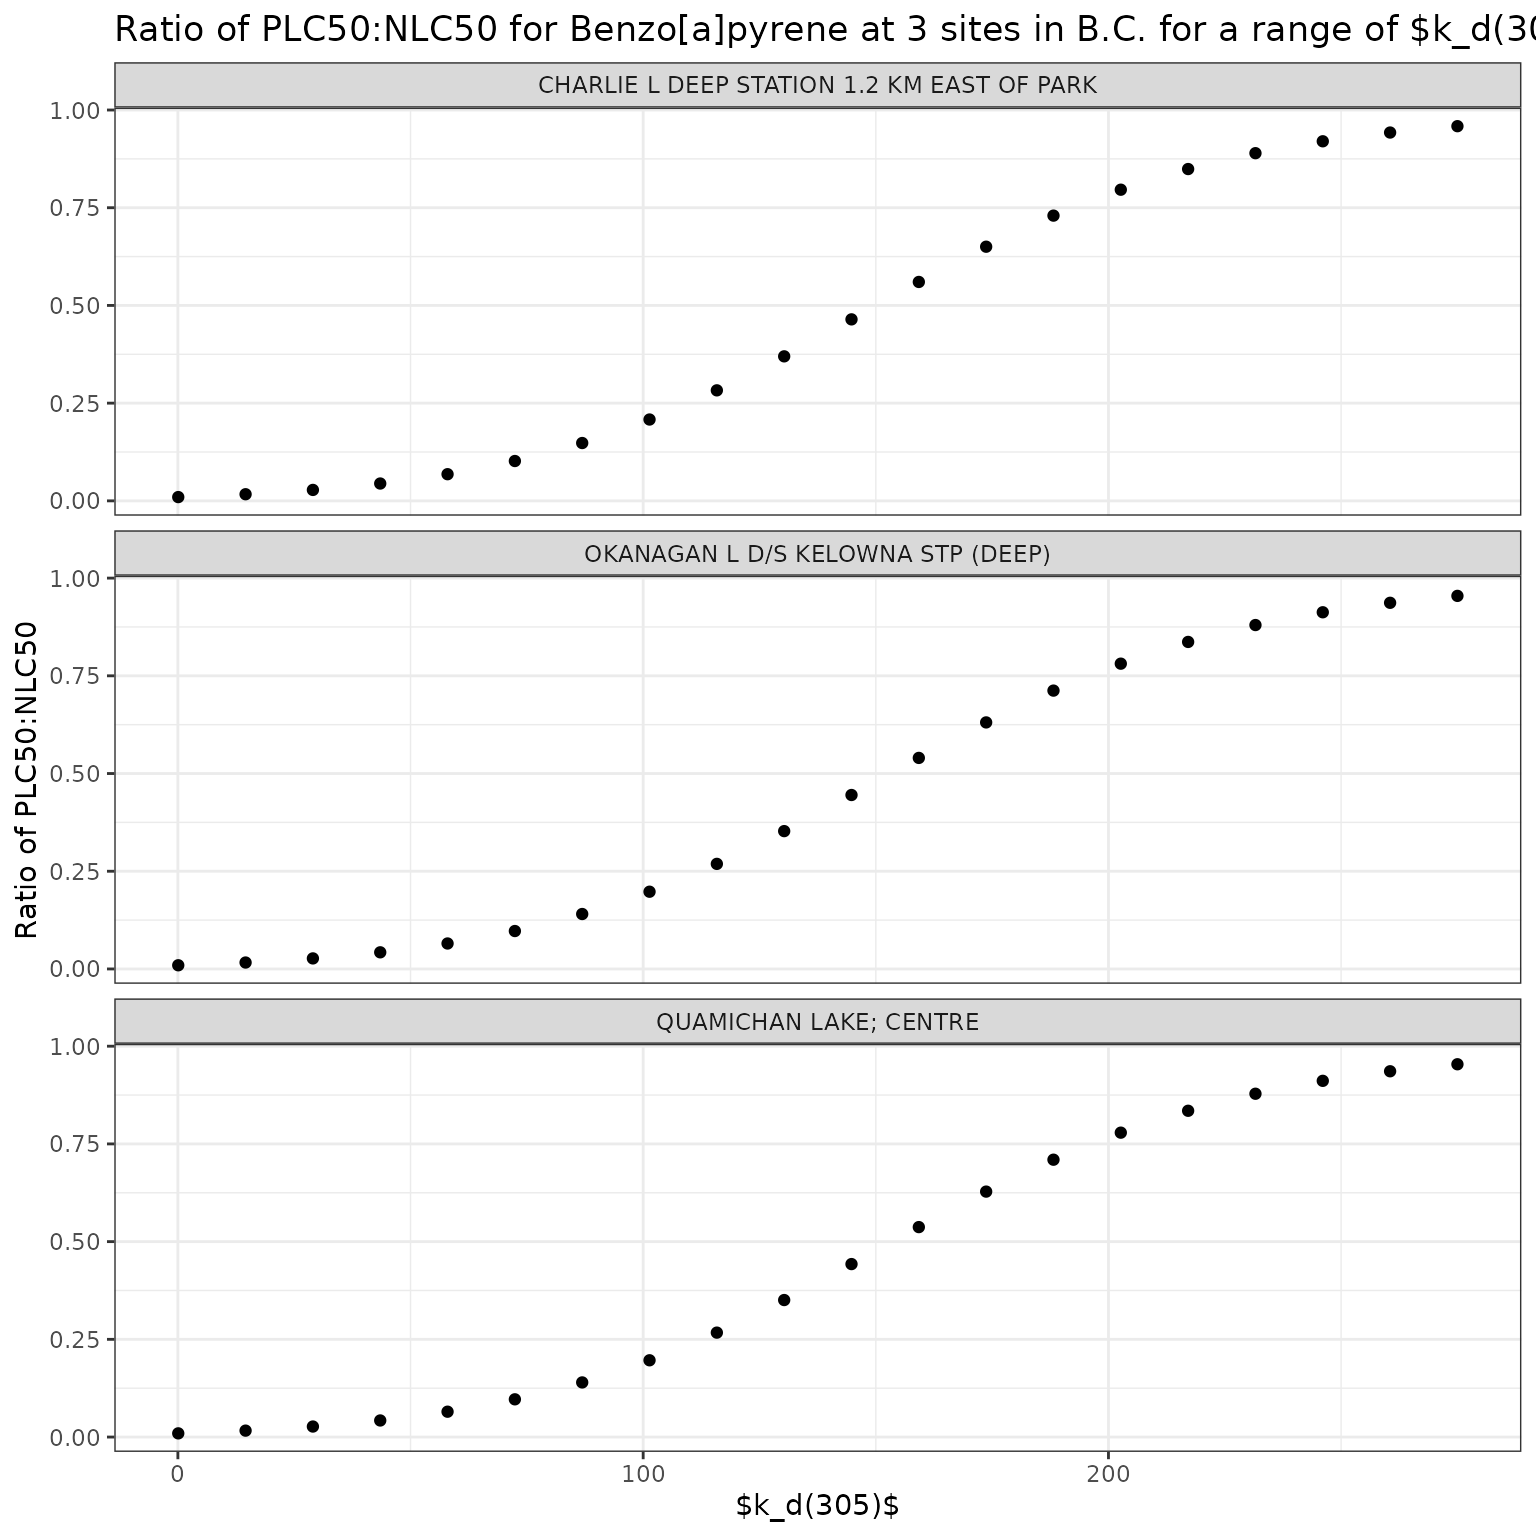 Ratio of PLC50:NLC50 for Benzo[a]pyrene at 3 sites in B.C. for a range of $k_d(30
CHARLIE L DEEP STATION 1.2 KM EAST OF PARK
1.00
0.75
0.50
0.25
0.00
OKANAGAN L D/S KELOWNA STP (DEEP)
1.00
0.75
0.50
0.25
0.00
Ratio of PLC50:NLC50
QUAMICHAN LAKE; CENTRE
1.00
0.75
0.50
0.25
0.00
0 100 200
$k_d(305)$